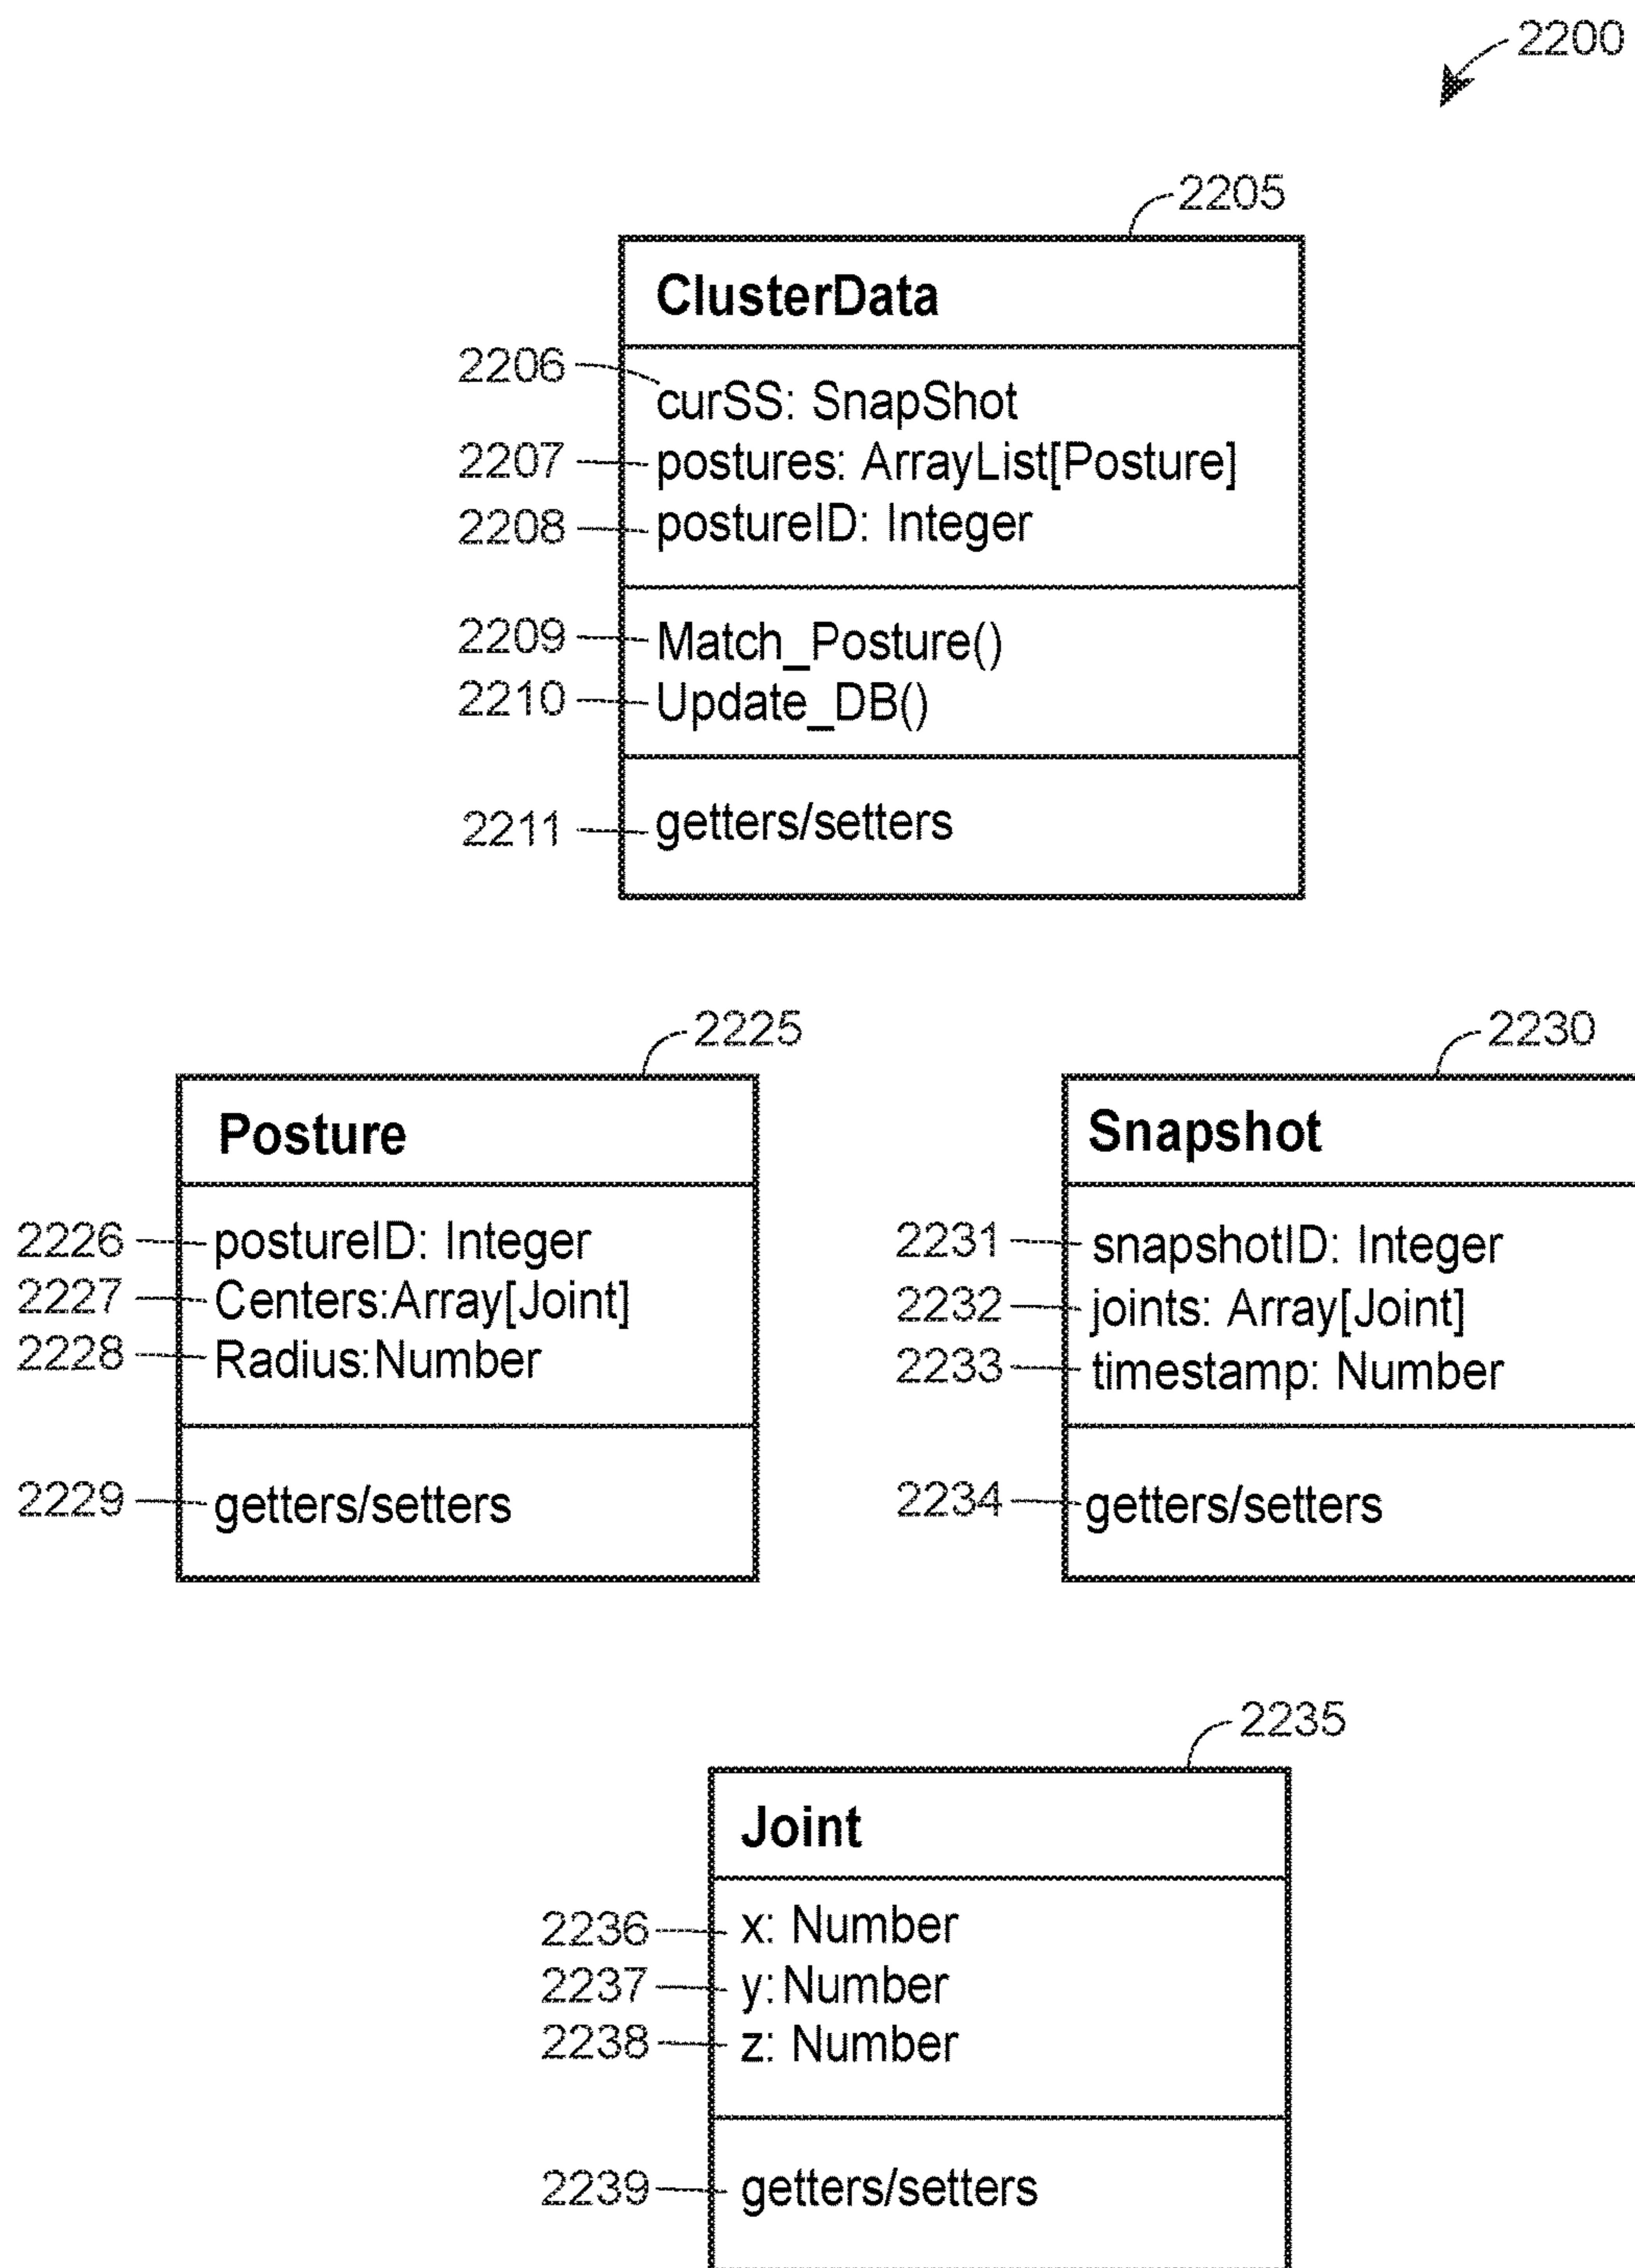 2200
2205
ClusterData
2206 curSS: SnapShot
2207 postures: ArrayList[Posture]
2208 postureID: Integer
2209 Match_Posture()
2210 Update_DB()
2211 getters/setters
2225
Posture
2226 postureID: Integer
2227 Centers:Array[Joint]
2228 Radius:Number
2229 getters/setters
2230
Snapshot
2231 snapshotID: Integer
2232 joints: Array[Joint]
2233 timestamp: Number
2234 getters/setters
2235
Joint
2236 x: Number
2237 y:Number
2238 z: Number
2239 getters/setters